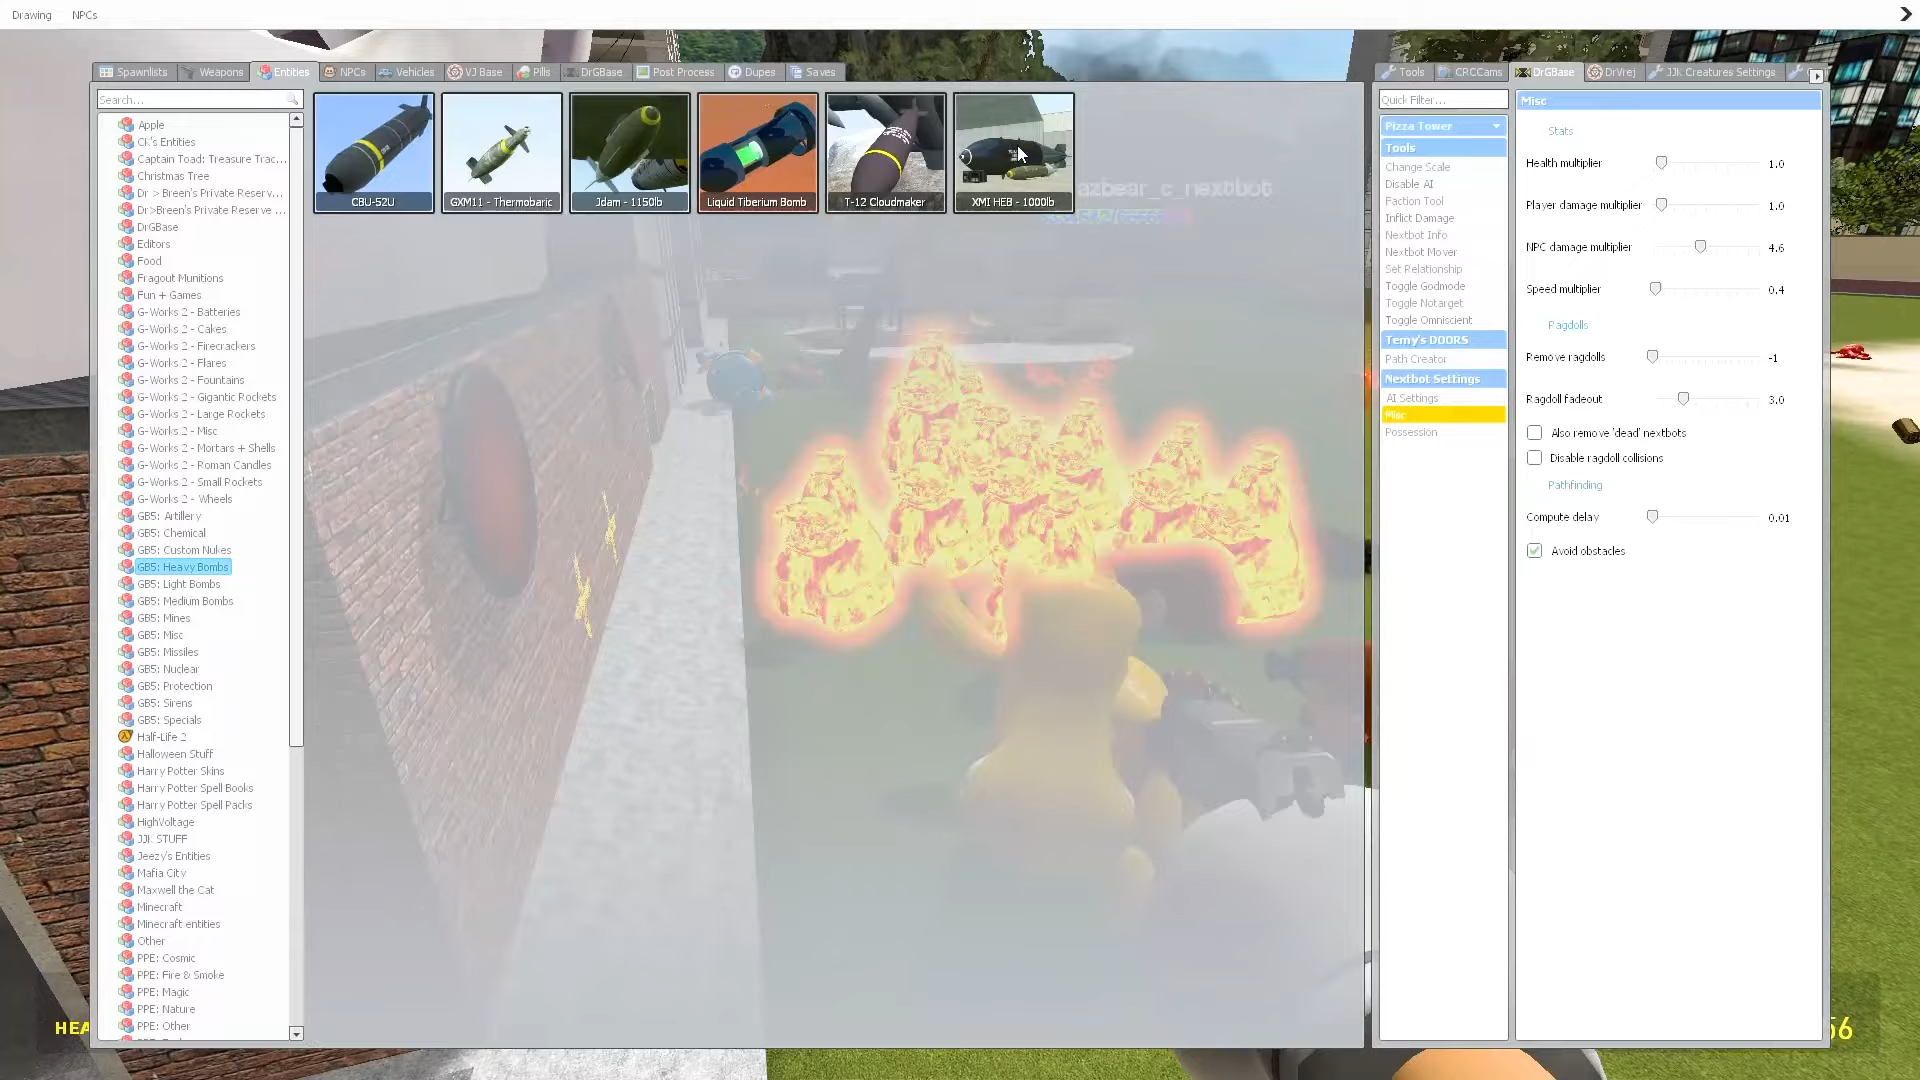 Drawing NPCs
Spawnlists Weapons Entities NPCs Vehicles VJ Base Pills DrGBase Post Process Dupes Saves
Tools CRCCams DrGBase DrVrej JJK Creatures Settings
Search...
Apple
Ck's Entities
Captain Toad: Treasure Trac...
Christmas Tree
Dr > Breen's Private Reserv...
Dr>Breen's Private Reserve ...
DrGBase
Editors
Food
Fragout Munitions
Fun + Games
G-Works 2 - Batteries
G-Works 2 - Cakes
G-Works 2 - Firecrackers
G-Works 2 - Flares
G-Works 2 - Fountains
G-Works 2 - Gigantic Rockets
G-Works 2 - Large Rockets
G-Works 2 - Misc
G-Works 2 - Mortars + Shells
G-Works 2 - Roman Candles
G-Works 2 - Small Rockets
G-Works 2 - Wheels
GB5: Artillery
GB5: Chemical
GB5: Custom Nukes
GB5: Heavy Bombs
GB5: Light Bombs
GB5: Medium Bombs
GB5: Mines
GB5: Misc
GB5: Missiles
GB5: Nuclear
GB5: Protection
GB5: Sirens
GB5: Specials
Half-Life 2
Halloween Stuff
Harry Potter Skins
Harry Potter Spell Books
Harry Potter Spell Packs
HighVoltage
JJK STUFF
Jeezy's Entities
Mafia City
Maxwell the Cat
Minecraft
Minecraft entities
Other
PPE: Cosmic
PPE: Fire & Smoke
PPE: Magic
PPE: Nature
PPE: Other
CBU-52U
GXM11 - Thermobaric
Jdam - 1150lb
Liquid Tiberium Bomb
T-12 Cloudmaker
XMI HEB - 1000lb
azbear_c_nextbot
Quick Filter...
Pizza Tower
Tools
Change Scale
Disable AI
Faction Tool
Inflict Damage
Nextbot Info
Nextbot Mover
Set Relationship
Toggle Godmode
Toggle Notarget
Toggle Omniscient
Temy's DOORS
Path Creator
Nextbot Settings
AI Settings
Misc
Possession
Misc
Stats
Health multiplier 1.0
Player damage multiplier 1.0
NPC damage multiplier 4.6
Speed multiplier 0.4
Ragdolls
Remove ragdolls -1
Ragdoll fadeout 3.0
Also remove 'dead' nextbots
Disable ragdoll collisions
Pathfinding
Compute delay 0.01
Avoid obstacles
HEA
56